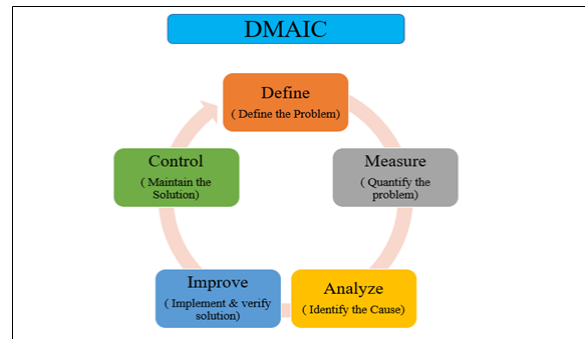 DMAIC
Define
( Define the Problem)
Measure
( Quantify the
problem)
Analyze
( Identify the Cause)
Improve
( Implement & verify
solution)
Control
( Maintain the
Solution)